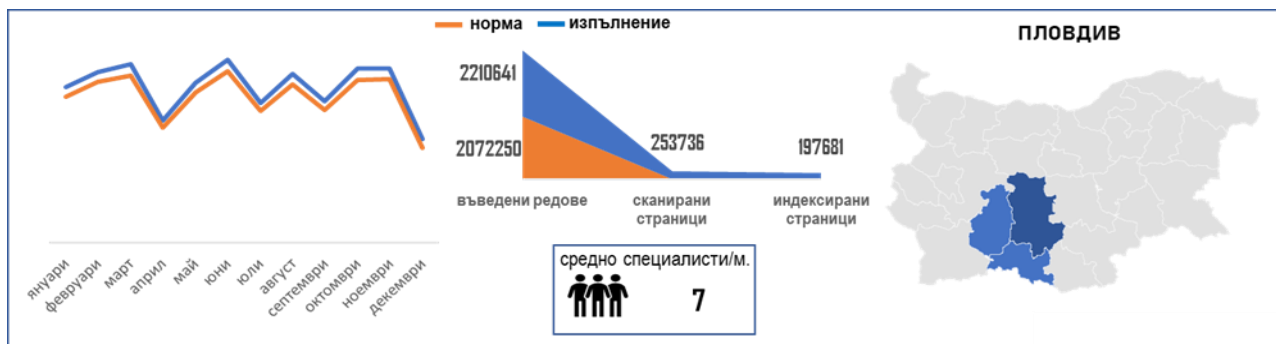 норма
изпълнение
януари
февруари
март
април
май
юни
юли
август
септември
октомври
ноември
декември
2210641
2072250
253736
197681
въведени редове
сканирани
страници
индексирани
страници
средно специалисти/м.
7
ПЛОВДИВ